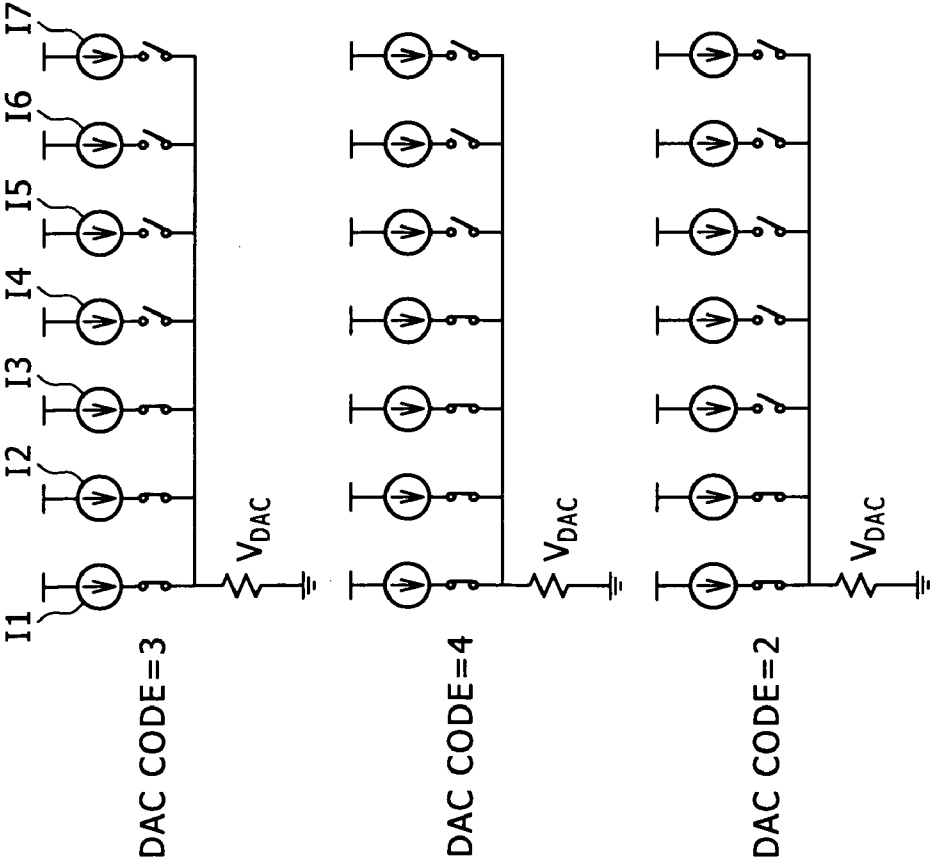 I1 I2 I3 I4 I5 I6 I7
DAC CODE=3
VDAC
DAC CODE=4
VDAC
DAC CODE=2
VDAC